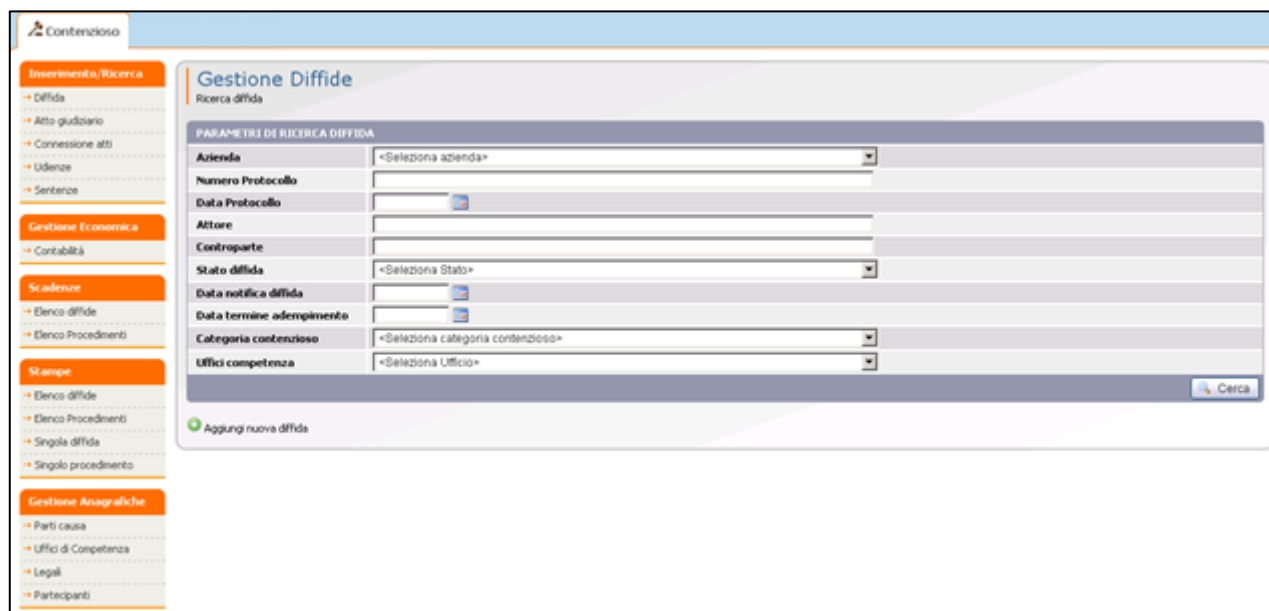 Contenzioso
Inserimento/Ricerca
Diffida
Atto giudiziario
Connessione atti
Udienze
Sentenze
Gestione Economica
Contabilità
Scadenze
Elenco diffide
Elenco Procedimenti
Stampe
Elenco diffide
Elenco Procedimenti
Singola diffida
Singolo procedimento
Gestione Anagrafiche
Parti causa
Uffici di Competenza
Legali
Partecipanti
Gestione Diffide
Ricerca diffida
PARAMETRI DI RICERCA DIFFIDA
Azienda <Seleziona azienda>
Numero Protocollo
Data Protocollo
Attore
Controparte
Stato diffida <Seleziona Stato>
Data notifica diffida
Data termine adempimento
Categoria contenzioso <Seleziona categoria contenzioso>
Uffici competenza <Seleziona Ufficio>
Cerca
Aggiungi nuova diffida